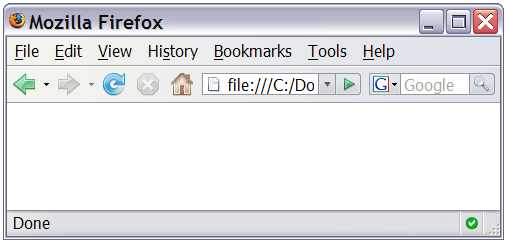 Mozilla Firefox
File Edit View History Bookmarks Tools Help
file:///C:/Do G Google
Done